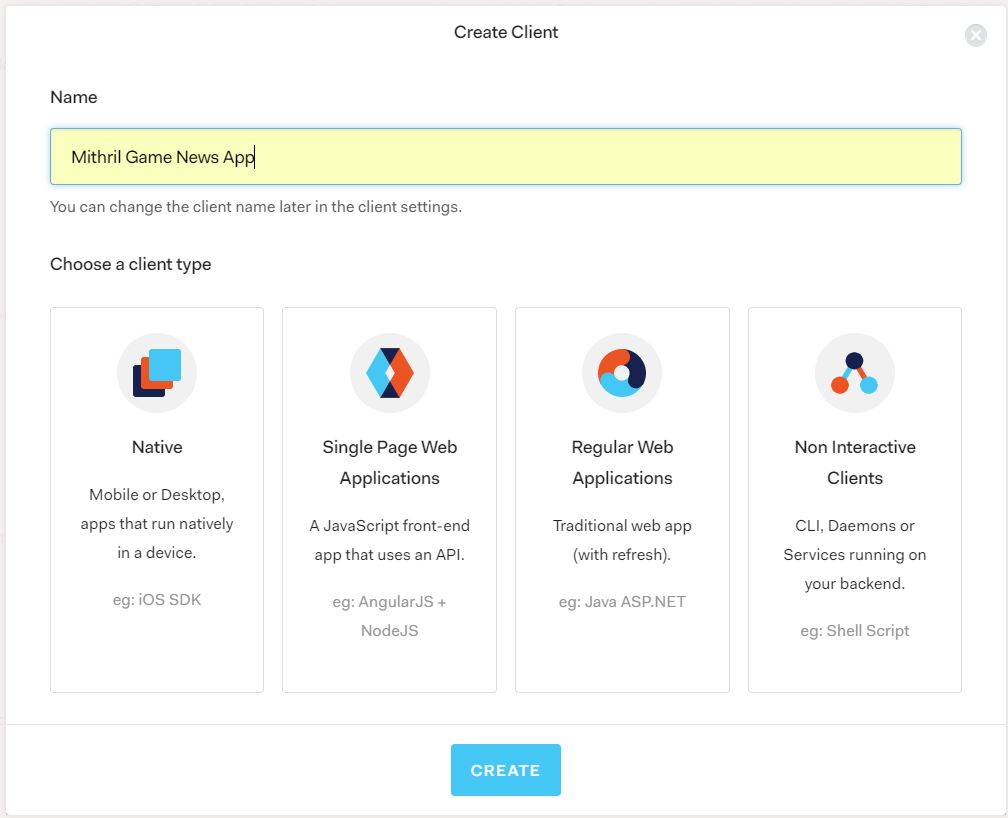 Create Client
Name
Mithril Game News App
You can change the client name later in the client settings.
Choose a client type
Native
Mobile or Desktop,
apps that run natively
in a device.
eg: iOS SDK
Single Page Web
Applications
A JavaScript front-end
app that uses an API.
eg: AngularJS +
NodeJS
Regular Web
Applications
Traditional web app
(with refresh).
eg: Java ASP.NET
Non Interactive
Clients
CLI, Daemons or
Services running on
your backend.
eg: Shell Script
CREATE